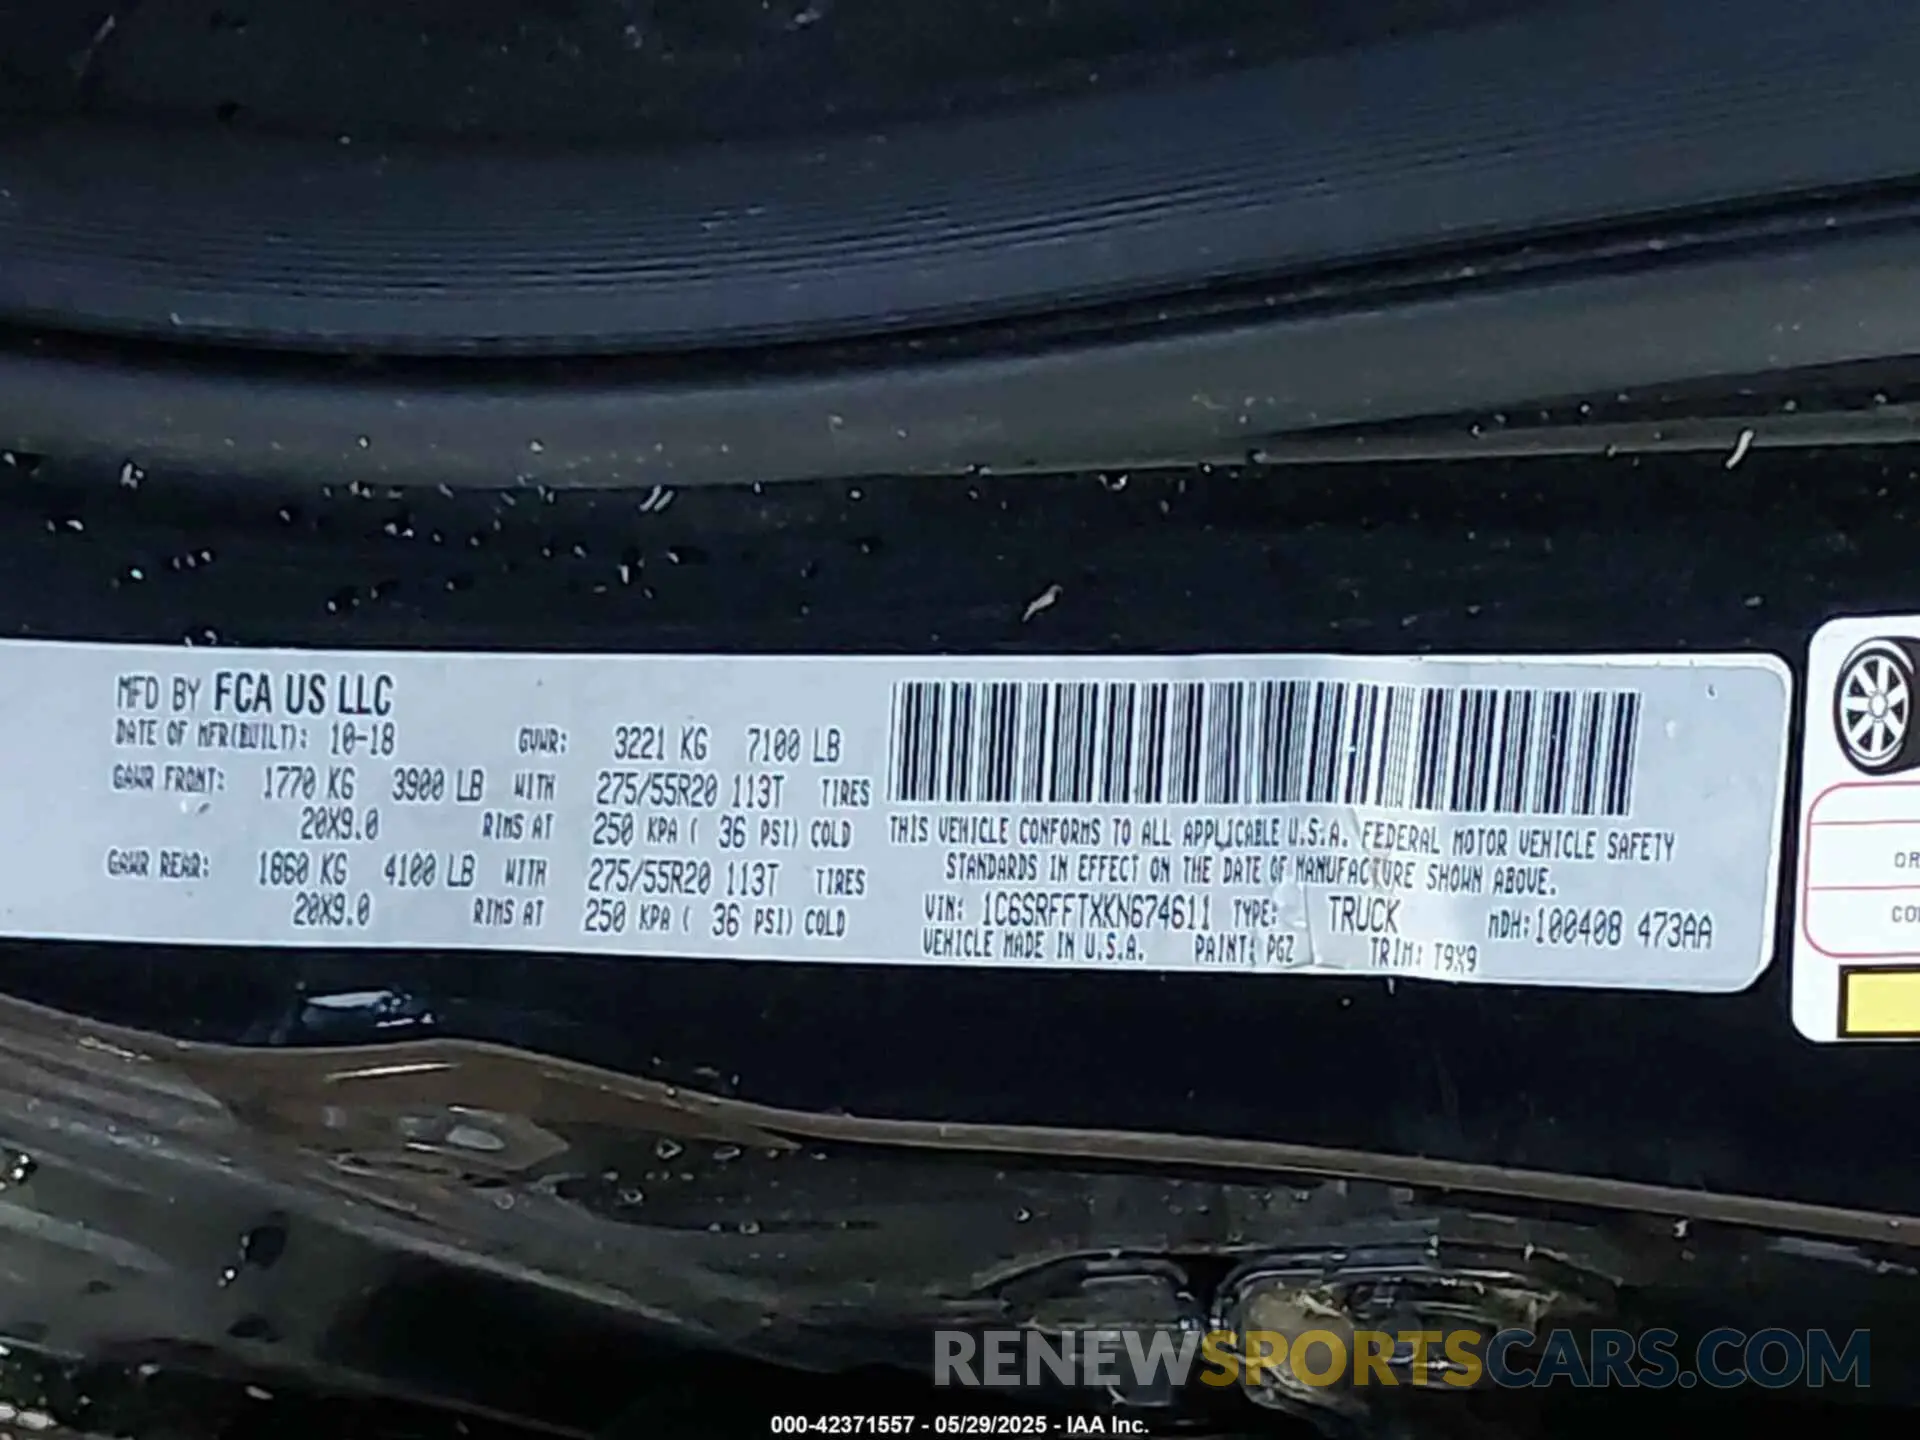 MFD BY FCA US LLC
DATE OF MFR(BUILT): 10-18 GVWR: 3221 KG 7100 LB
GAWR FRONT: 1770 KG 3900 LB WITH 275/55R20 113T TIRES
20X9.0 RIMS AT 250 KPA ( 36 PSI) COLD
GAWR REAR: 1860 KG 4100 LB WITH 275/55R20 113T TIRES
20X9.0 RIMS AT 250 KPA ( 36 PSI) COLD
THIS VEHICLE CONFORMS TO ALL APPLICABLE U.S.A. FEDERAL MOTOR VEHICLE SAFETY
STANDARDS IN EFFECT ON THE DATE OF MANUFACTURE SHOWN ABOVE.
VIN: 1C6SRFFTXKN674611 TYPE: TRUCK MDH:100408 473AA
VEHICLE MADE IN U.S.A. PAINT: PGZ TRIM: T9X9
OR
CO
RENEWSPORTSCARS.COM
000-42371557 - 05/29/2025 - IAA Inc.